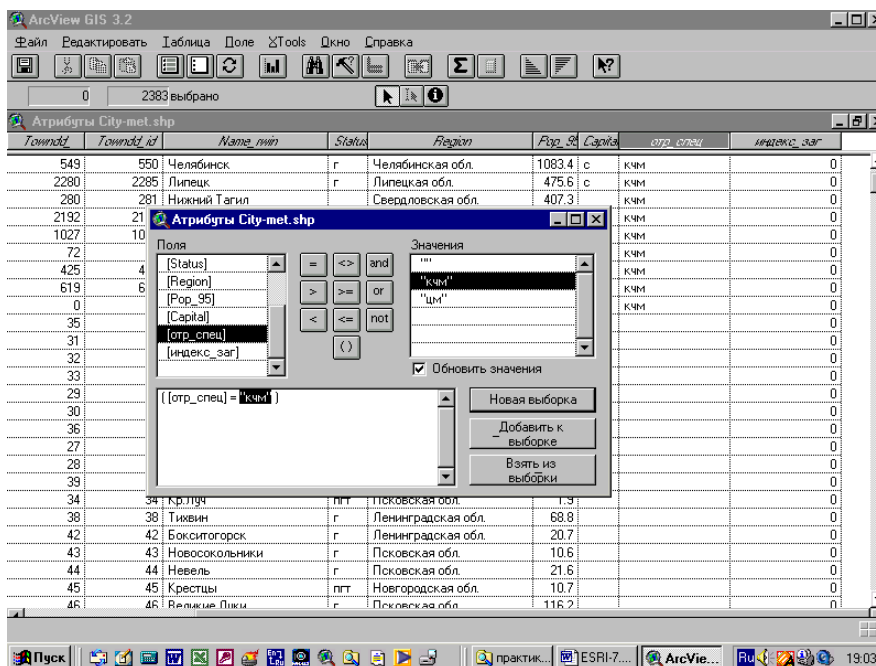 ArcView GIS 3.2
Файл Редактировать Таблица Поле XTools Окно Справка
0 2383 выбрано
Атрибуты City-met.shp
Towndd_ Towndd_id Name_rwin Status Region Pop_95 Capital отр_спец индекс_заг
549 550 Челябинск г Челябинская обл. 1083.4 с кчм 0
2280 2285 Липецк г Липецкая обл. 475.6 с кчм 0
280 281 Нижний Тагил Свердловская обл. 407.3 кчм 0
2192 21 кчм 0
1027 10 кчм 0
72 кчм 0
425 4 кчм 0
619 6 кчм 0
0 кчм 0
35 0
31 0
32 0
33 0
29 0
30 0
36 0
27 0
28 0
39 0
34 34 Кр.Луч пгт Псковская обл. 1.9 0
38 38 Тихвин г Ленинградская обл. 68.8 0
42 42 Бокситогорск г Ленинградская обл. 20.7 0
43 43 Новосокольники г Псковская обл. 10.6 0
44 44 Невель г Псковская обл. 21.6 0
45 45 Крестцы пгт Новгородская обл. 10.7 0
46 46 Великие Луки г Псковская обл. 116.2 0
Атрибуты City-met.shp
Поля
[Status]
[Region]
[Pop_95]
[Capital]
[отр_спец]
[индекс_заг]
= <> and
> >= or
< <= not
()
Значения
""
"кчм"
"цм"
Обновить значения
( [отр_спец] = "кчм" )
Новая выборка
Добавить к
выборке
Взять из
выборки
Пуск практик... ESRI-7.... ArcVie... Ru 19:03